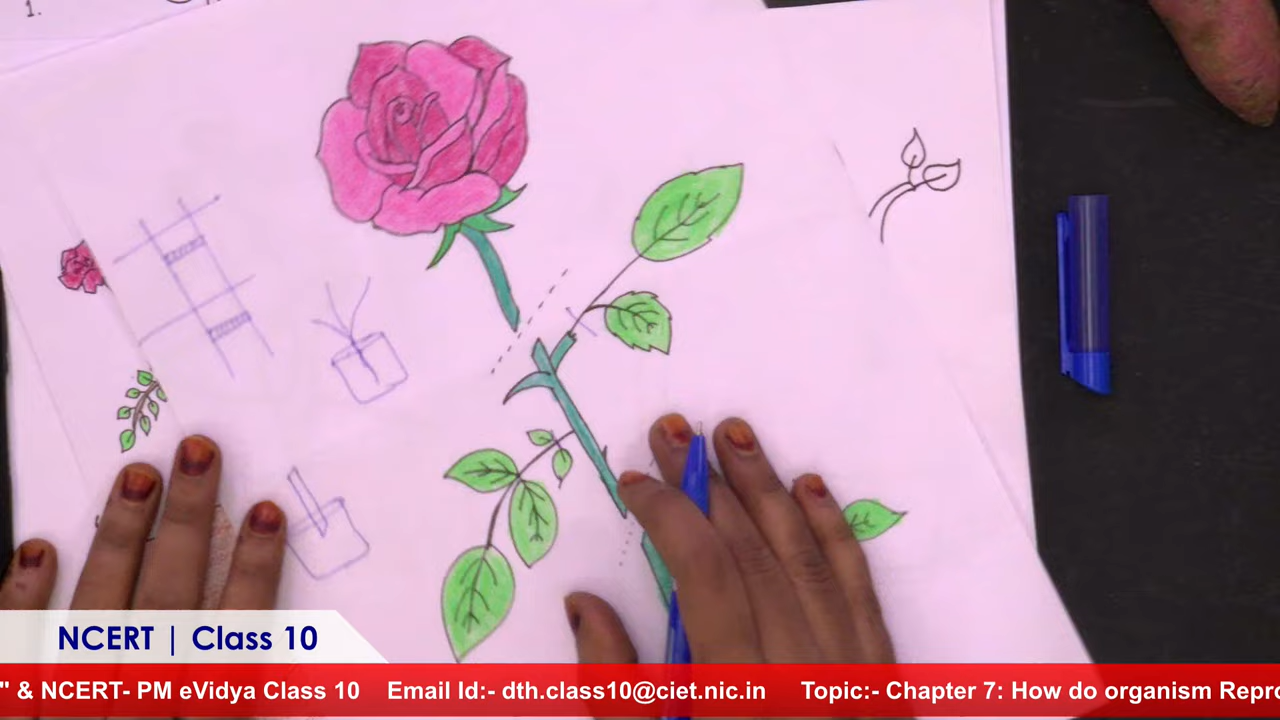 1.
NCERT | Class 10
" & NCERT- PM eVidya Class 10 Email Id:- dth.class10@ciet.nic.in Topic:- Chapter 7: How do organism Repro